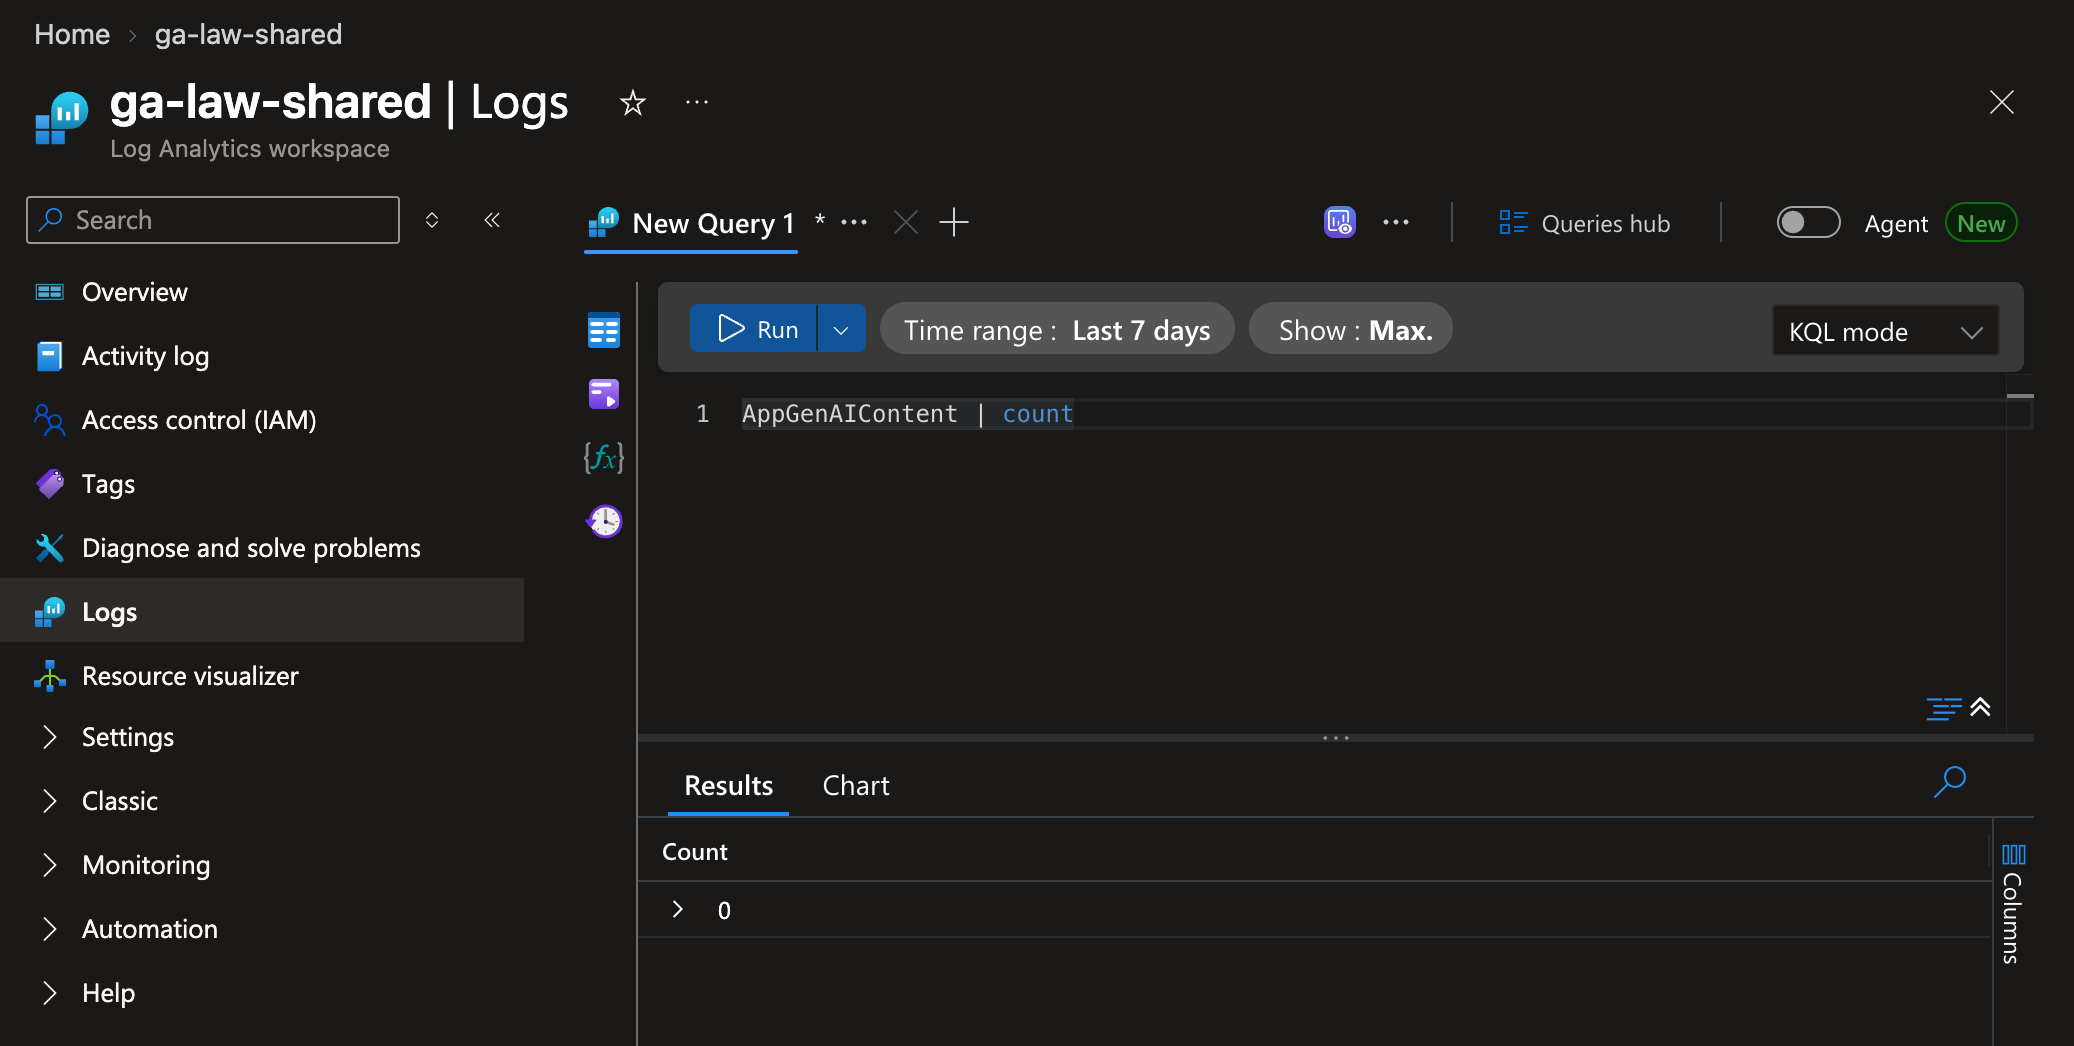 Home > ga-law-shared
ga-law-shared | Logs
Log Analytics workspace
Search
Overview
Activity log
Access control (IAM)
Tags
Diagnose and solve problems
Logs
Resource visualizer
Settings
Classic
Monitoring
Automation
Help
New Query 1 *
Queries hub
Agent New
Run
Time range : Last 7 days
Show : Max.
KQL mode
1 AppGenAIContent | count
Results Chart
Count
0
Columns